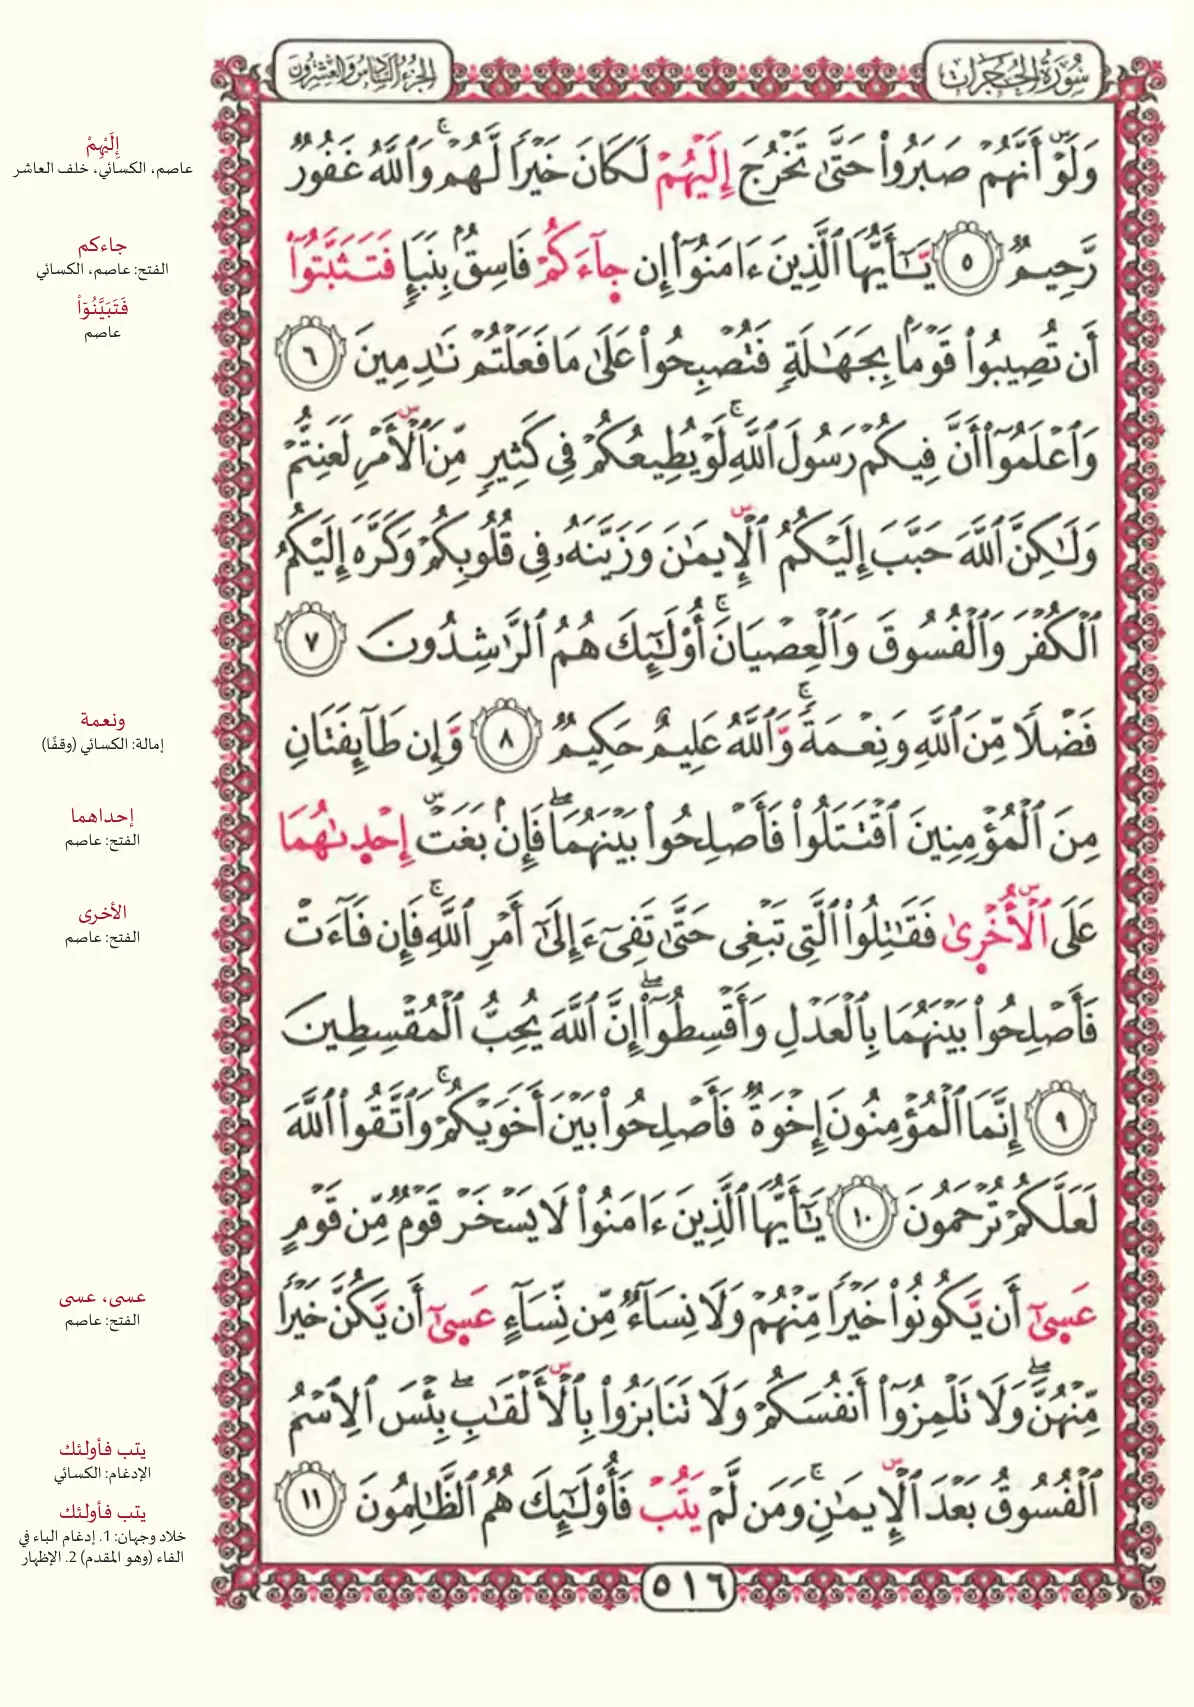 سُورَةُ الحُجُرَات
الجُزْءُ السَّادِسُ وَالعِشْرُونَ
وَلَوۡ أَنَّهُمۡ صَبَرُواْ حَتَّىٰ تَخۡرُجَ إِلَيۡهُمۡ لَكَانَ خَيۡرٗا لَّهُمۡۚ وَٱللَّهُ غَفُورٞ
رَّحِيمٞ ٥ يَٰٓأَيُّهَا ٱلَّذِينَ ءَامَنُوٓاْ إِن جَآءَكُمۡ فَاسِقُۢ بِنَبَإٖ فَتَثَبَّتُوٓاْ
أَن تُصِيبُواْ قَوۡمَۢا بِجَهَٰلَةٖ فَتُصۡبِحُواْ عَلَىٰ مَا فَعَلۡتُمۡ نَٰدِمِينَ ٦
وَٱعۡلَمُوٓاْ أَنَّ فِيكُمۡ رَسُولَ ٱللَّهِۚ لَوۡ يُطِيعُكُمۡ فِي كَثِيرٖ مِّنَ ٱلۡأَمۡرِ لَعَنِتُّمۡ
وَلَٰكِنَّ ٱللَّهَ حَبَّبَ إِلَيۡكُمُ ٱلۡإِيمَٰنَ وَزَيَّنَهُۥ فِي قُلُوبِكُمۡ وَكَرَّهَ إِلَيۡكُمُ
ٱلۡكُفۡرَ وَٱلۡفُسُوقَ وَٱلۡعِصۡيَانَۚ أُوْلَٰٓئِكَ هُمُ ٱلرَّٰشِدُونَ ٧
فَضۡلٗا مِّنَ ٱللَّهِ وَنِعۡمَةٗۚ وَّٱللَّهُ عَلِيمٌ حَكِيمٞ ٨ وَّإِن طَآئِفَتَانِ
مِنَ ٱلۡمُؤۡمِنِينَ ٱقۡتَتَلُواْ فَأَصۡلِحُواْ بَيۡنَهُمَاۖ فَإِنۢ بَغَتۡ إِحۡدىٰهُمَا
عَلَى ٱلۡأُخۡرىٰ فَقَٰتِلُواْ ٱلَّتِي تَبۡغِي حَتَّىٰ تَفِيٓءَ إِلَىٰٓ أَمۡرِ ٱللَّهِۚ فَإِن فَآءَتۡ
فَأَصۡلِحُواْ بَيۡنَهُمَا بِٱلۡعَدۡلِ وَأَقۡسِطُوٓاْۖ إِنَّ ٱللَّهَ يُحِبُّ ٱلۡمُقۡسِطِينَ
٩ إِنَّمَا ٱلۡمُؤۡمِنُونَ إِخۡوَةٞ فَأَصۡلِحُواْ بَيۡنَ أَخَوَيۡكُمۡۚ وَٱتَّقُواْ ٱللَّهَ
لَعَلَّكُمۡ تُرۡحَمُونَ ١٠ يَٰٓأَيُّهَا ٱلَّذِينَ ءَامَنُواْ لَا يَسۡخَرۡ قَوۡمٞ مِّن قَوۡمٍ
عَسىٰٓ أَن يَّكُونُواْ خَيۡرٗا مِّنۡهُمۡ وَلَا نِسَآءٞ مِّن نِّسَآءٍ عَسىٰٓ أَن يَّكُنَّ خَيۡرٗا
مِّنۡهُنَّۖ وَلَا تَلۡمِزُوٓاْ أَنفُسَكُمۡ وَلَا تَنَابَزُواْ بِٱلۡأَلۡقَٰبِۖ بِئۡسَ ٱلِٱسۡمُ
ٱلۡفُسُوقُ بَعۡدَ ٱلۡإِيمَٰنِۚ وَمَن لَّمۡ يَتُبۡ فَأُوْلَٰٓئِكَ هُمُ ٱلظَّٰلِمُونَ ١١
٥١٦
إِلَيۡهِمۡ
عاصم، الكسائي، خلف العاشر
جاءكم
الفتح: عاصم، الكسائي
فَتَبَيَّنُوٓاْ
عاصم
ونعمة
إمالة: الكسائي (وقفًا)
إحداهما
الفتح: عاصم
الأخرى
الفتح: عاصم
عسى، عسى
الفتح: عاصم
يتب فأولئك
الإدغام: الكسائي
يتب فأولئك
خلاد وجهان: 1. إدغام الباء في
الفاء (وهو المقدم) 2. الإظهار